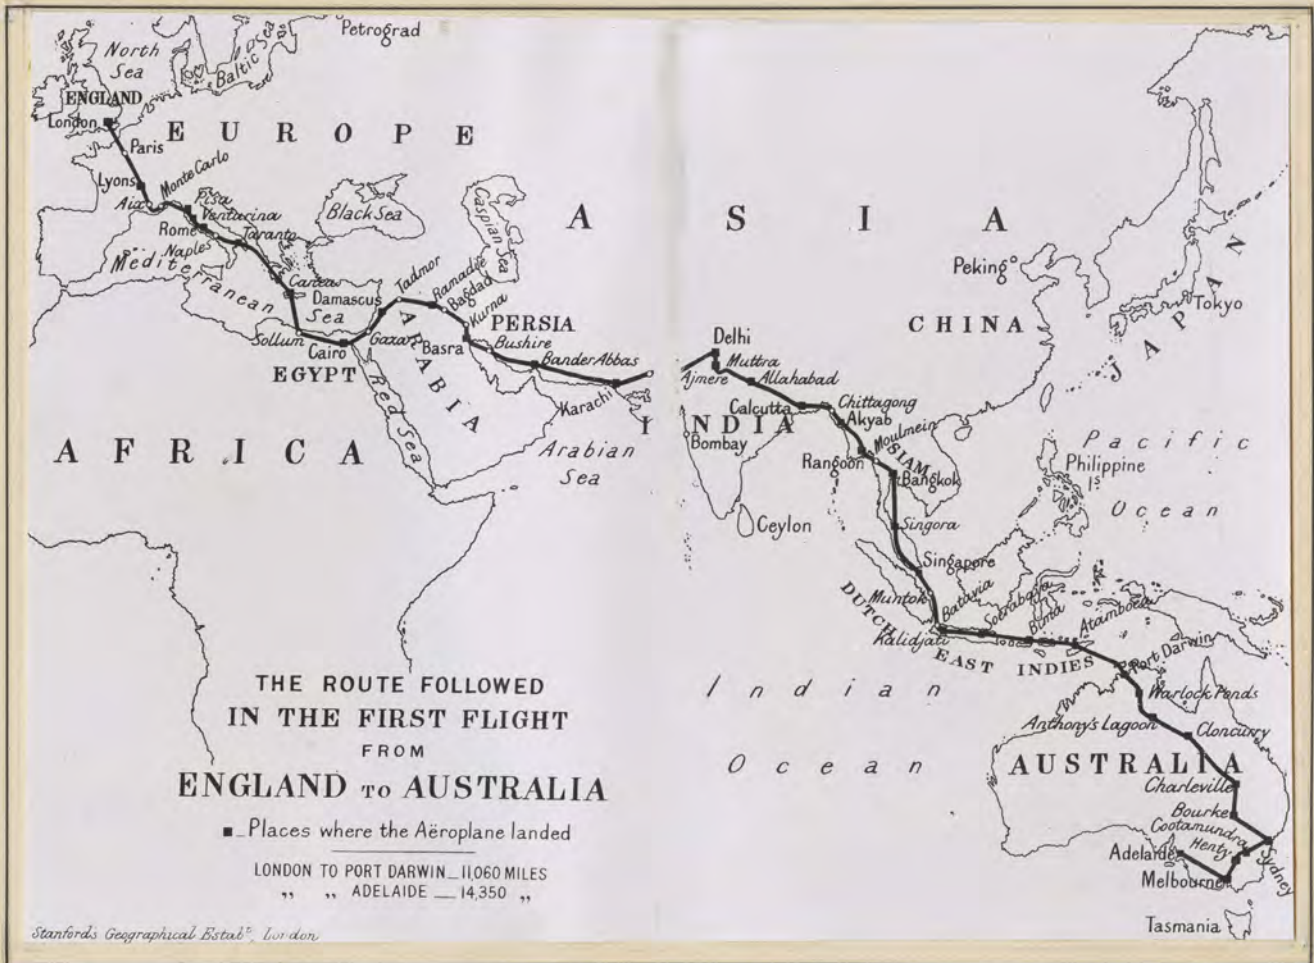 Petrograd
North
Sea
Baltic Sea
ENGLAND
London
EUROPE
Paris
Lyons
Monte Carlo
Aix
Pisa
Venturina
Rome
Taranto
Naples
Mediterranean
Sea
Black Sea
Caspian Sea
ASIA
Canea
Damascus
Tadmor
Ramadie
Bagdad
Kurna
PERSIA
Sollum
Cairo
Gaza
Basra
Bushire
Bander Abbas
EGYPT
ARABIA
Red Sea
Karachi
Arabian
Sea
AFRICA
Delhi
Muttra
Ajmere
Allahabad
Calcutta
Chittagong
Akyab
INDIA
Bombay
Moulmein
Rangoon
SIAM
Bangkok
Ceylon
Singora
Singapore
Muntok
Batavia
Kalidjati
Sourabaya
Bima
Atamboea
DUTCH EAST INDIES
Peking
CHINA
JAPAN
Tokyo
Pacific
Ocean
Philippine
Is
Indian
Ocean
Port Darwin
Warlock Ponds
Anthony's Lagoon
Cloncurry
AUSTRALIA
Charleville
Bourke
Cootamundra
Henty
Sydney
Adelaide
Melbourne
Tasmania
THE ROUTE FOLLOWED
IN THE FIRST FLIGHT
FROM
ENGLAND TO AUSTRALIA
■ _ Places where the Aëroplane landed
LONDON TO PORT DARWIN _ 11,060 MILES
„ „ ADELAIDE __ 14,350 „
Stanfords Geographical Estabt, London